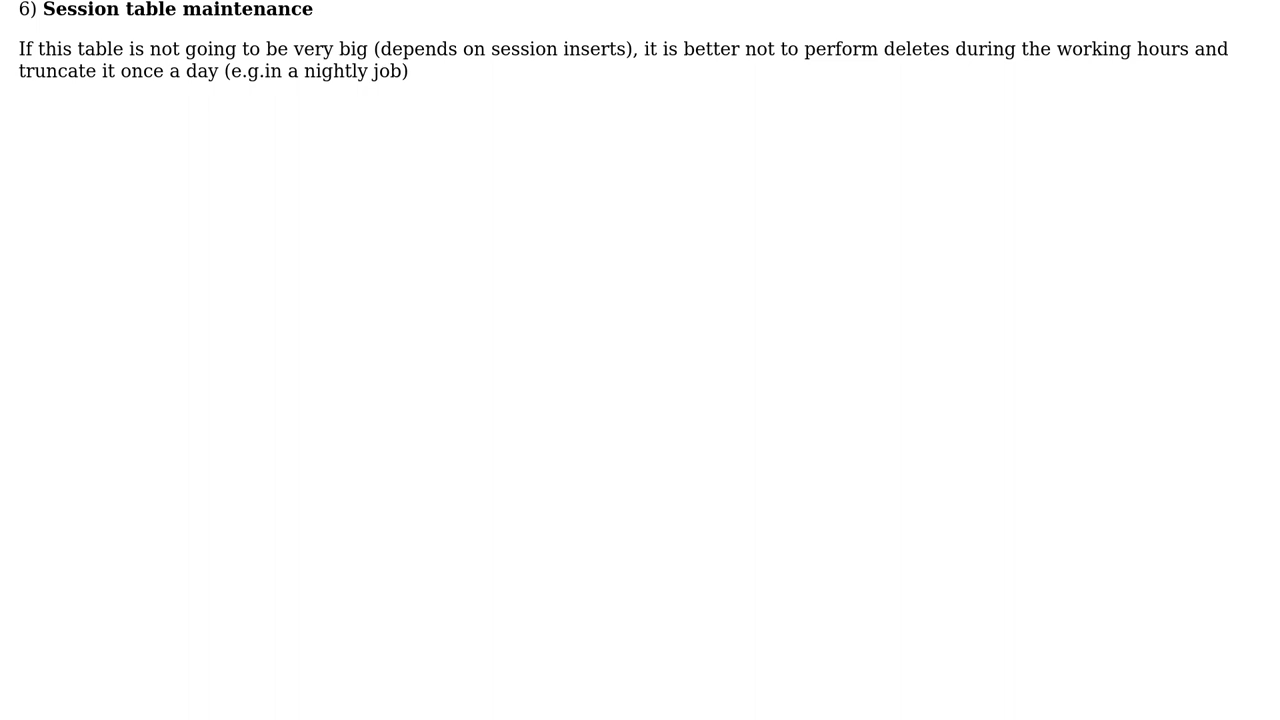 6) Session table maintenance
If this table is not going to be very big (depends on session inserts), it is better not to perform deletes during the working hours and
truncate it once a day (e.g.in a nightly job)